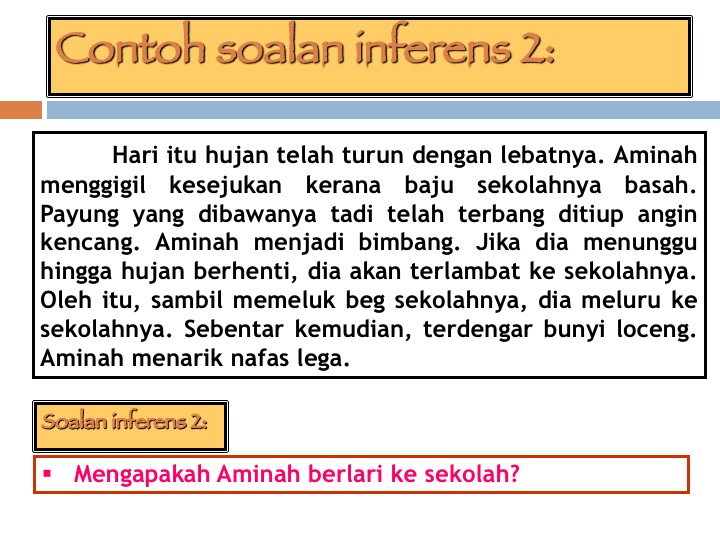 Contoh soalan inferens 2:
Hari itu hujan telah turun dengan lebatnya. Aminah
menggigil kesejukan kerana baju sekolahnya basah.
Payung yang dibawanya tadi telah terbang ditiup angin
kencang. Aminah menjadi bimbang. Jika dia menunggu
hingga hujan berhenti, dia akan terlambat ke sekolahnya.
Oleh itu, sambil memeluk beg sekolahnya, dia meluru ke
sekolahnya. Sebentar kemudian, terdengar bunyi loceng.
Aminah menarik nafas lega.
Soalan inferens 2:
▪ Mengapakah Aminah berlari ke sekolah?